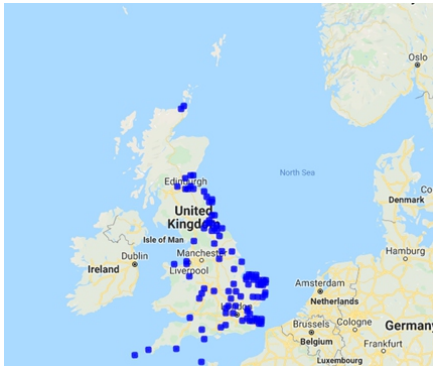 Oslo
North Sea
Edinburgh
United
Kingdom
Denmark
Isle of Man
Dublin
Ireland
Manchester
Liverpool
Hamburg
Amsterdam
Netherlands
London
Brussels
Cologne
Germany
Belgium
Frankfurt
Luxembourg